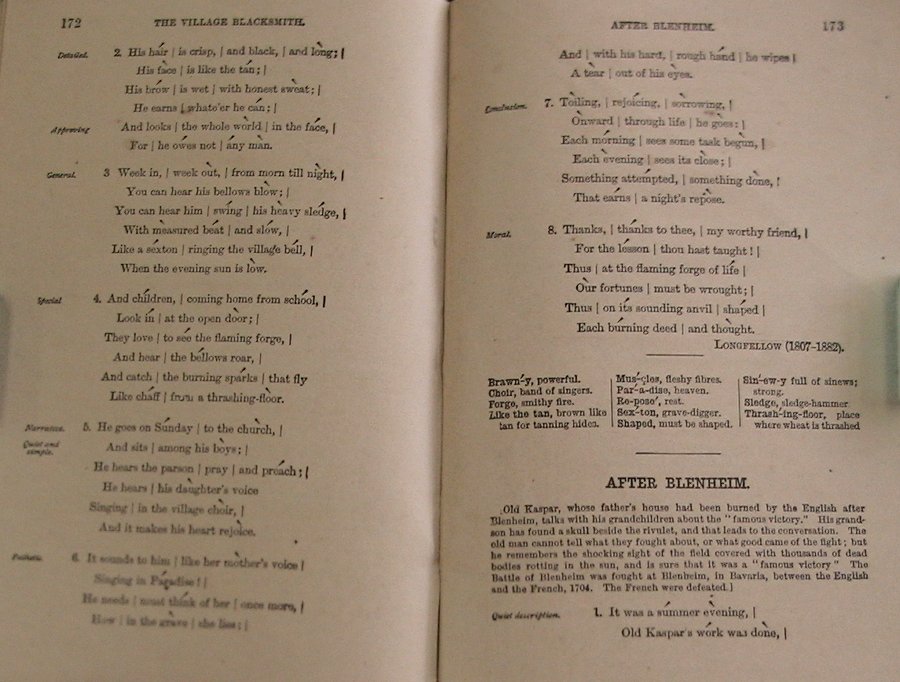 172 THE VILLAGE BLACKSMITH.
Detailed. 2. His hair | is crisp, | and black, | and long; |
His face | is like the tan; |
His brow | is wet | with honest sweat; |
He earns | whate'er he can; |
Approving And looks | the whole world | in the face, |
For | he owes not | any man.
General. 3 Week in, | week out, | from morn till night, |
You can hear his bellows blow; |
You can hear him | swing | his heavy sledge, |
With measured beat | and slow, |
Like a sexton | ringing the village bell, |
When the evening sun is low.
Special 4. And children, | coming home from school, |
Look in | at the open door; |
They love | to see the flaming forge, |
And hear | the bellows roar, |
And catch | the burning sparks | that fly
Like chaff | from a thrashing-floor.
Narrative. 5. He goes on Sunday | to the church, |
Quiet and simple. And sits | among his boys; |
He hears the parson | pray | and preach; |
He hears | his daughter's voice
Singing | in the village choir, |
And it makes his heart rejoice.
Pathetic. 6. It sounds to him | like her mother's voice |
Singing in Paradise! |
He needs | must think of her | once more, |
How | in the grave | she lies; |
AFTER BLENHEIM. 173
And | with his hard, | rough hand | he wipes |
A tear | out of his eyes.
Conclusion. 7. Toiling, | rejoicing, | sorrowing, |
Onward | through life | he goes: |
Each morning | sees some task begun, |
Each evening | sees its close; |
Something attempted, | something done, |
That earns | a night's repose.
Moral. 8. Thanks, | thanks to thee, | my worthy friend, |
For the lesson | thou hast taught! |
Thus | at the flaming forge of life |
Our fortunes | must be wrought; |
Thus | on its sounding anvil | shaped |
Each burning deed | and thought.
LONGFELLOW (1807-1882).
Brawn´-y, powerful.
Choir, band of singers.
Forge, smithy fire.
Like the tan, brown like
tan for tanning hides.
Mus´-cles, fleshy fibres.
Par´-a-dise, heaven.
Re-pose´, rest.
Sex´-ton, grave-digger.
Shaped, must be shaped.
Sin´-ew-y full of sinews;
strong.
Sledge, sledge-hammer
Thrash-ing-floor, place
where wheat is thrashed
AFTER BLENHEIM.
[Old Kaspar, whose father's house had been burned by the English after
Blenheim, talks with his grandchildren about the "famous victory." His grand-
son has found a skull beside the rivulet, and that leads to the conversation. The
old man cannot tell what they fought about, or what good came of the fight; but
he remembers the shocking sight of the field covered with thousands of dead
bodies rotting in the sun, and is sure that it was a "famous victory" The
Battle of Blenheim was fought at Blenheim, in Bavaria, between the English
and the French, 1704. The French were defeated.]
Quiet description. 1. It was a summer evening, |
Old Kaspar's work was done, |